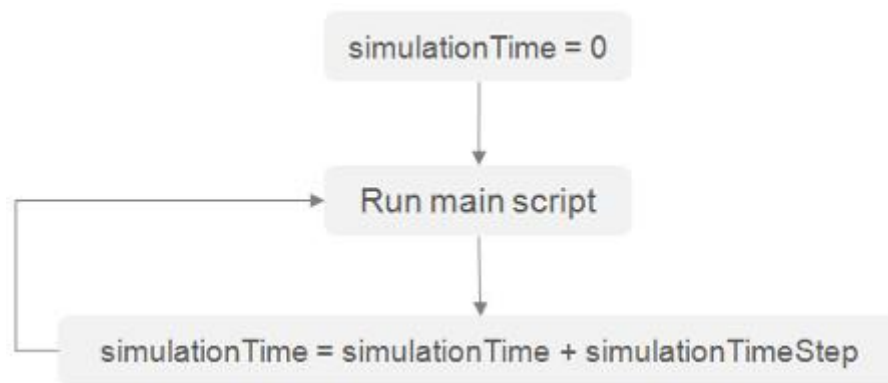 simulationTime = 0
Run main script
simulationTime = simulationTime + simulationTimeStep